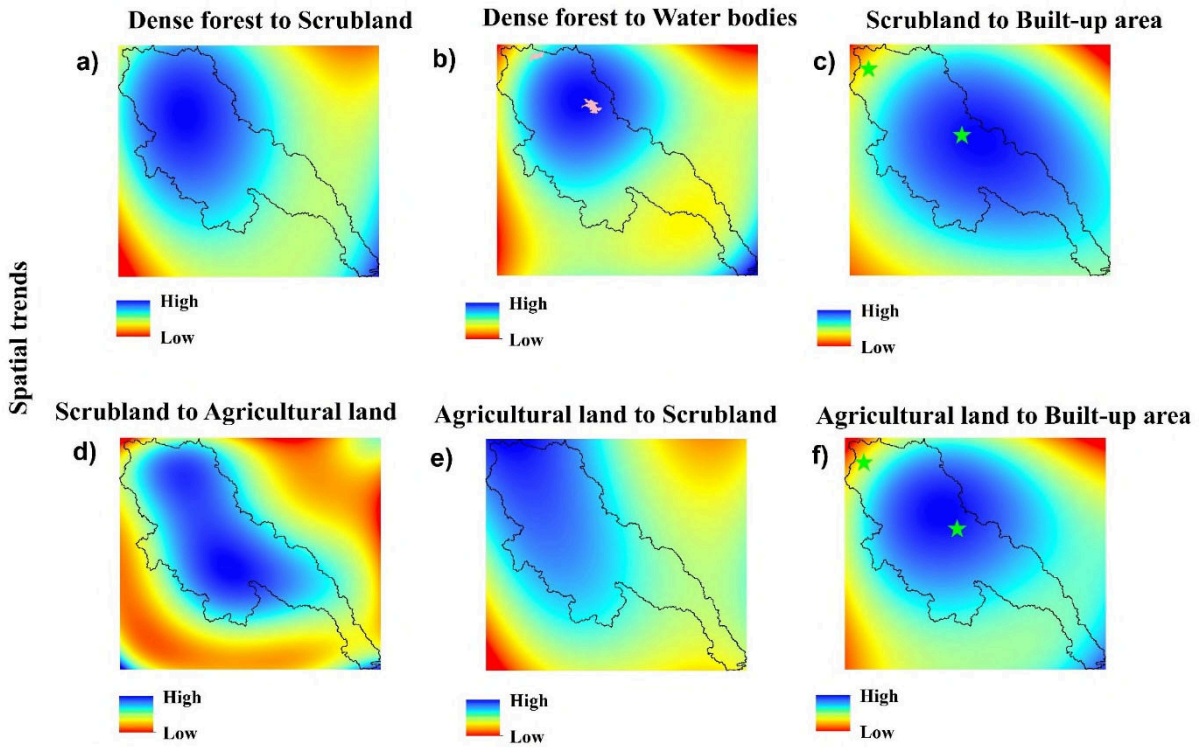 Dense forest to Scrubland
Dense forest to Water bodies
Scrubland to Built-up area
a)
b)
c)
High
Low
High
Low
High
Low
Spatial trends
Scrubland to Agricultural land
Agricultural land to Scrubland
Agricultural land to Built-up area
d)
e)
f)
High
Low
High
Low
High
Low